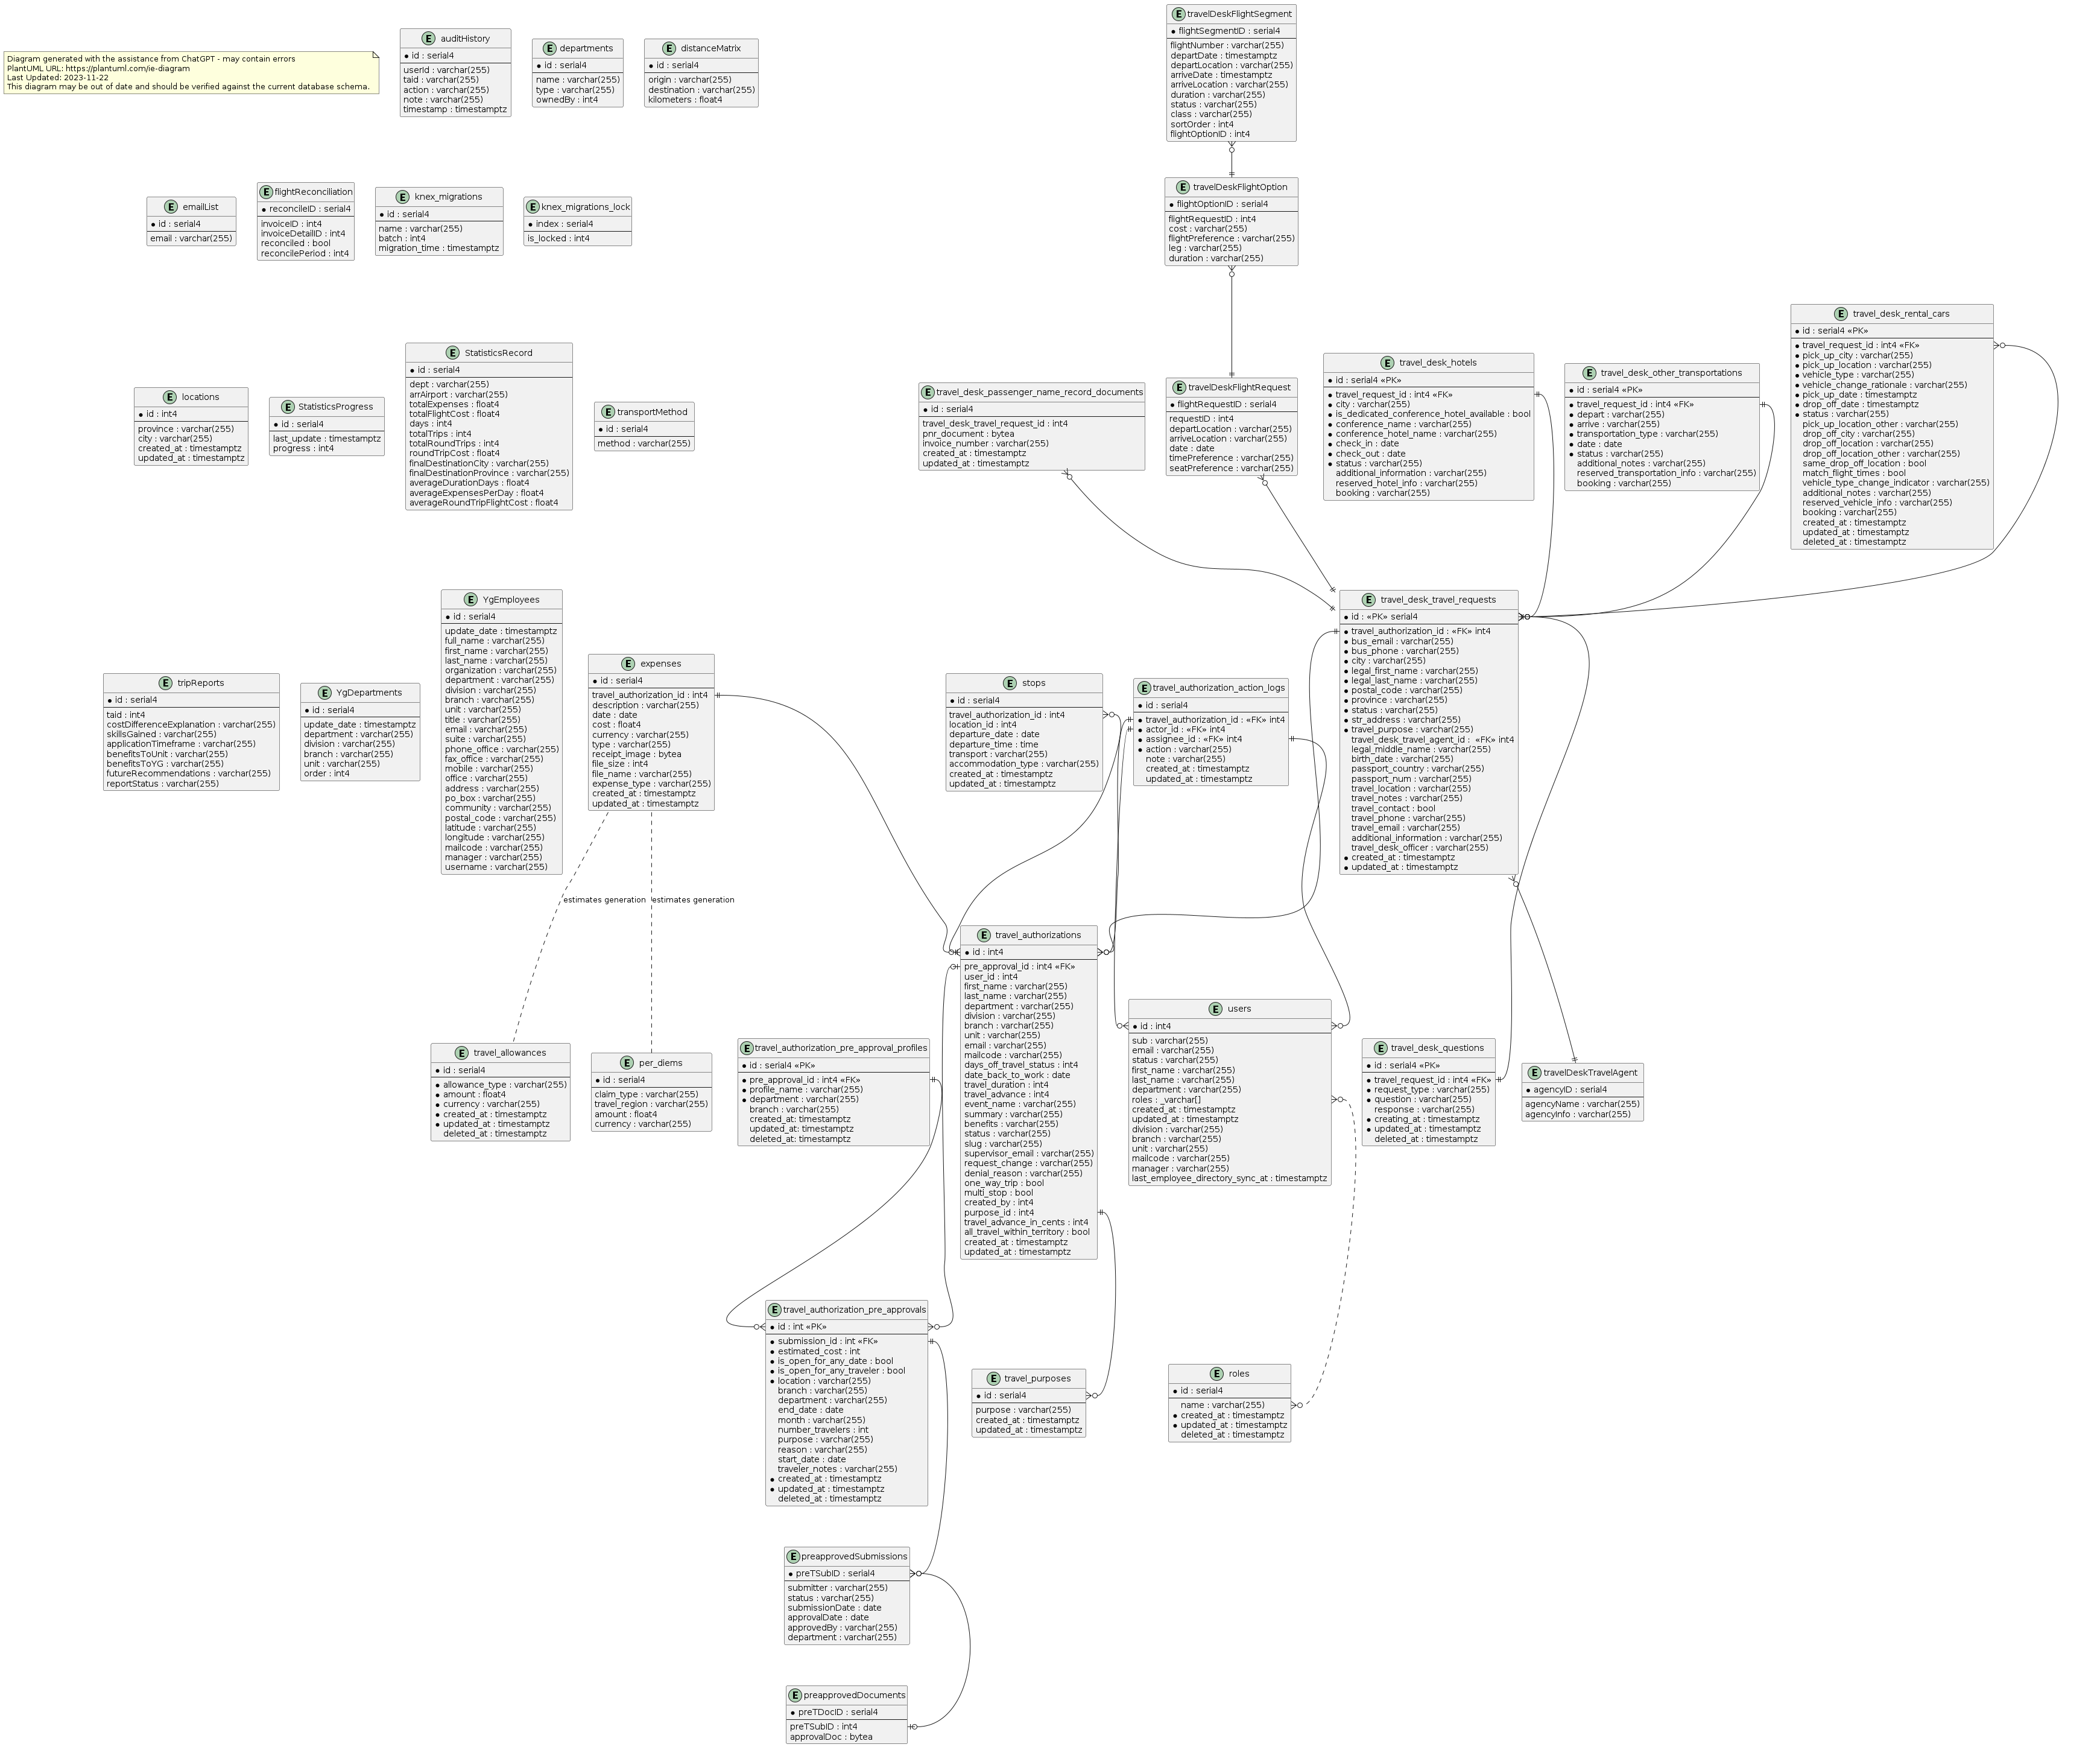 Diagram generated with the assistance from ChatGPT - may contain errors
PlantUML URL: https://plantuml.com/ie-diagram
Last Updated: 2023-11-22
This diagram may be out of date and should be verified against the current database schema.
E auditHistory
id : serial4
userId : varchar(255)
taid : varchar(255)
action : varchar(255)
note : varchar(255)
timestamp : timestamptz
E departments
id : serial4
name : varchar(255)
type : varchar(255)
ownedBy : int4
E distanceMatrix
id : serial4
origin : varchar(255)
destination : varchar(255)
kilometers : float4
E travelDeskFlightSegment
flightSegmentID : serial4
flightNumber : varchar(255)
departDate : timestamptz
departLocation : varchar(255)
arriveDate : timestamptz
arriveLocation : varchar(255)
duration : varchar(255)
status : varchar(255)
class : varchar(255)
sortOrder : int4
flightOptionID : int4
E emailList
id : serial4
email : varchar(255)
E flightReconciliation
reconcileID : serial4
invoiceID : int4
invoiceDetailID : int4
reconciled : bool
reconcilePeriod : int4
E knex_migrations
id : serial4
name : varchar(255)
batch : int4
migration_time : timestamptz
E knex_migrations_lock
index : serial4
is_locked : int4
E travelDeskFlightOption
flightOptionID : serial4
flightRequestID : int4
cost : varchar(255)
flightPreference : varchar(255)
leg : varchar(255)
duration : varchar(255)
E locations
id : int4
province : varchar(255)
city : varchar(255)
created_at : timestamptz
updated_at : timestamptz
E StatisticsProgress
id : serial4
last_update : timestamptz
progress : int4
E StatisticsRecord
id : serial4
dept : varchar(255)
arrAirport : varchar(255)
totalExpenses : float4
totalFlightCost : float4
days : int4
totalTrips : int4
totalRoundTrips : int4
roundTripCost : float4
finalDestinationCity : varchar(255)
finalDestinationProvince : varchar(255)
averageDurationDays : float4
averageExpensesPerDay : float4
averageRoundTripFlightCost : float4
E transportMethod
id : serial4
method : varchar(255)
E travel_desk_passenger_name_record_documents
id : serial4
travel_desk_travel_request_id : int4
pnr_document : bytea
invoice_number : varchar(255)
created_at : timestamptz
updated_at : timestamptz
E travelDeskFlightRequest
flightRequestID : serial4
requestID : int4
departLocation : varchar(255)
arriveLocation : varchar(255)
date : date
timePreference : varchar(255)
seatPreference : varchar(255)
E travel_desk_hotels
id : serial4 «PK»
travel_request_id : int4 «FK»
city : varchar(255)
is_dedicated_conference_hotel_available : bool
conference_name : varchar(255)
conference_hotel_name : varchar(255)
check_in : date
check_out : date
status : varchar(255)
additional_information : varchar(255)
reserved_hotel_info : varchar(255)
booking : varchar(255)
E travel_desk_other_transportations
id : serial4 «PK»
travel_request_id : int4 «FK»
depart : varchar(255)
arrive : varchar(255)
transportation_type : varchar(255)
date : date
status : varchar(255)
additional_notes : varchar(255)
reserved_transportation_info : varchar(255)
booking : varchar(255)
E travel_desk_rental_cars
id : serial4 «PK»
travel_request_id : int4 «FK»
pick_up_city : varchar(255)
pick_up_location : varchar(255)
vehicle_type : varchar(255)
vehicle_change_rationale : varchar(255)
pick_up_date : timestamptz
drop_off_date : timestamptz
status : varchar(255)
pick_up_location_other : varchar(255)
drop_off_city : varchar(255)
drop_off_location : varchar(255)
drop_off_location_other : varchar(255)
same_drop_off_location : bool
match_flight_times : bool
vehicle_type_change_indicator : varchar(255)
additional_notes : varchar(255)
reserved_vehicle_info : varchar(255)
booking : varchar(255)
created_at : timestamptz
updated_at : timestamptz
deleted_at : timestamptz
E tripReports
id : serial4
taid : int4
costDifferenceExplanation : varchar(255)
skillsGained : varchar(255)
applicationTimeframe : varchar(255)
benefitsToUnit : varchar(255)
benefitsToYG : varchar(255)
futureRecommendations : varchar(255)
reportStatus : varchar(255)
E YgDepartments
id : serial4
update_date : timestamptz
department : varchar(255)
division : varchar(255)
branch : varchar(255)
unit : varchar(255)
order : int4
E YgEmployees
id : serial4
update_date : timestamptz
full_name : varchar(255)
first_name : varchar(255)
last_name : varchar(255)
organization : varchar(255)
department : varchar(255)
division : varchar(255)
branch : varchar(255)
unit : varchar(255)
title : varchar(255)
email : varchar(255)
suite : varchar(255)
phone_office : varchar(255)
fax_office : varchar(255)
mobile : varchar(255)
office : varchar(255)
address : varchar(255)
po_box : varchar(255)
community : varchar(255)
postal_code : varchar(255)
latitude : varchar(255)
longitude : varchar(255)
mailcode : varchar(255)
manager : varchar(255)
username : varchar(255)
E expenses
id : serial4
travel_authorization_id : int4
description : varchar(255)
date : date
cost : float4
currency : varchar(255)
type : varchar(255)
receipt_image : bytea
file_size : int4
file_name : varchar(255)
expense_type : varchar(255)
created_at : timestamptz
updated_at : timestamptz
E stops
id : serial4
travel_authorization_id : int4
location_id : int4
departure_date : date
departure_time : time
transport : varchar(255)
accommodation_type : varchar(255)
created_at : timestamptz
updated_at : timestamptz
E travel_authorization_action_logs
id : serial4
travel_authorization_id : «FK» int4
actor_id : «FK» int4
assignee_id : «FK» int4
action : varchar(255)
note : varchar(255)
created_at : timestamptz
updated_at : timestamptz
E travel_desk_travel_requests
id : «PK» serial4
travel_authorization_id : «FK» int4
bus_email : varchar(255)
bus_phone : varchar(255)
city : varchar(255)
legal_first_name : varchar(255)
legal_last_name : varchar(255)
postal_code : varchar(255)
province : varchar(255)
status : varchar(255)
str_address : varchar(255)
travel_purpose : varchar(255)
travel_desk_travel_agent_id : «FK» int4
legal_middle_name : varchar(255)
birth_date : varchar(255)
passport_country : varchar(255)
passport_num : varchar(255)
travel_location : varchar(255)
travel_notes : varchar(255)
travel_contact : bool
travel_phone : varchar(255)
travel_email : varchar(255)
additional_information : varchar(255)
travel_desk_officer : varchar(255)
created_at : timestamptz
updated_at : timestamptz
estimates generation
estimates generation
E travel_allowances
id : serial4
allowance_type : varchar(255)
amount : float4
currency : varchar(255)
created_at : timestamptz
updated_at : timestamptz
deleted_at : timestamptz
E per_diems
id : serial4
claim_type : varchar(255)
travel_region : varchar(255)
amount : float4
currency : varchar(255)
E travel_authorization_pre_approval_profiles
id : serial4 «PK»
pre_approval_id : int4 «FK»
profile_name : varchar(255)
department : varchar(255)
branch : varchar(255)
created_at: timestamptz
updated_at: timestamptz
deleted_at: timestamptz
E travel_authorizations
id : int4
pre_approval_id : int4 «FK»
user_id : int4
first_name : varchar(255)
last_name : varchar(255)
department : varchar(255)
division : varchar(255)
branch : varchar(255)
unit : varchar(255)
email : varchar(255)
mailcode : varchar(255)
days_off_travel_status : int4
date_back_to_work : date
travel_duration : int4
travel_advance : int4
event_name : varchar(255)
summary : varchar(255)
benefits : varchar(255)
status : varchar(255)
slug : varchar(255)
supervisor_email : varchar(255)
request_change : varchar(255)
denial_reason : varchar(255)
one_way_trip : bool
multi_stop : bool
created_by : int4
purpose_id : int4
travel_advance_in_cents : int4
all_travel_within_territory : bool
created_at : timestamptz
updated_at : timestamptz
E users
id : int4
sub : varchar(255)
email : varchar(255)
status : varchar(255)
first_name : varchar(255)
last_name : varchar(255)
department : varchar(255)
roles : _varchar[]
created_at : timestamptz
updated_at : timestamptz
division : varchar(255)
branch : varchar(255)
unit : varchar(255)
mailcode : varchar(255)
manager : varchar(255)
last_employee_directory_sync_at : timestamptz
E travel_desk_questions
id : serial4 «PK»
travel_request_id : int4 «FK»
request_type : varchar(255)
question : varchar(255)
response : varchar(255)
creating_at : timestamptz
updated_at : timestamptz
deleted_at : timestamptz
E travelDeskTravelAgent
agencyID : serial4
agencyName : varchar(255)
agencyInfo : varchar(255)
E travel_authorization_pre_approvals
id : int «PK»
submission_id : int «FK»
estimated_cost : int
is_open_for_any_date : bool
is_open_for_any_traveler : bool
location : varchar(255)
branch : varchar(255)
department : varchar(255)
end_date : date
month : varchar(255)
number_travelers : int
purpose : varchar(255)
reason : varchar(255)
start_date : date
traveler_notes : varchar(255)
created_at : timestamptz
updated_at : timestamptz
deleted_at : timestamptz
E travel_purposes
id : serial4
purpose : varchar(255)
created_at : timestamptz
updated_at : timestamptz
E roles
id : serial4
name : varchar(255)
created_at : timestamptz
updated_at : timestamptz
deleted_at : timestamptz
E preapprovedSubmissions
preTSubID : serial4
submitter : varchar(255)
status : varchar(255)
submissionDate : date
approvalDate : date
approvedBy : varchar(255)
department : varchar(255)
E preapprovedDocuments
preTDocID : serial4
preTSubID : int4
approvalDoc : bytea